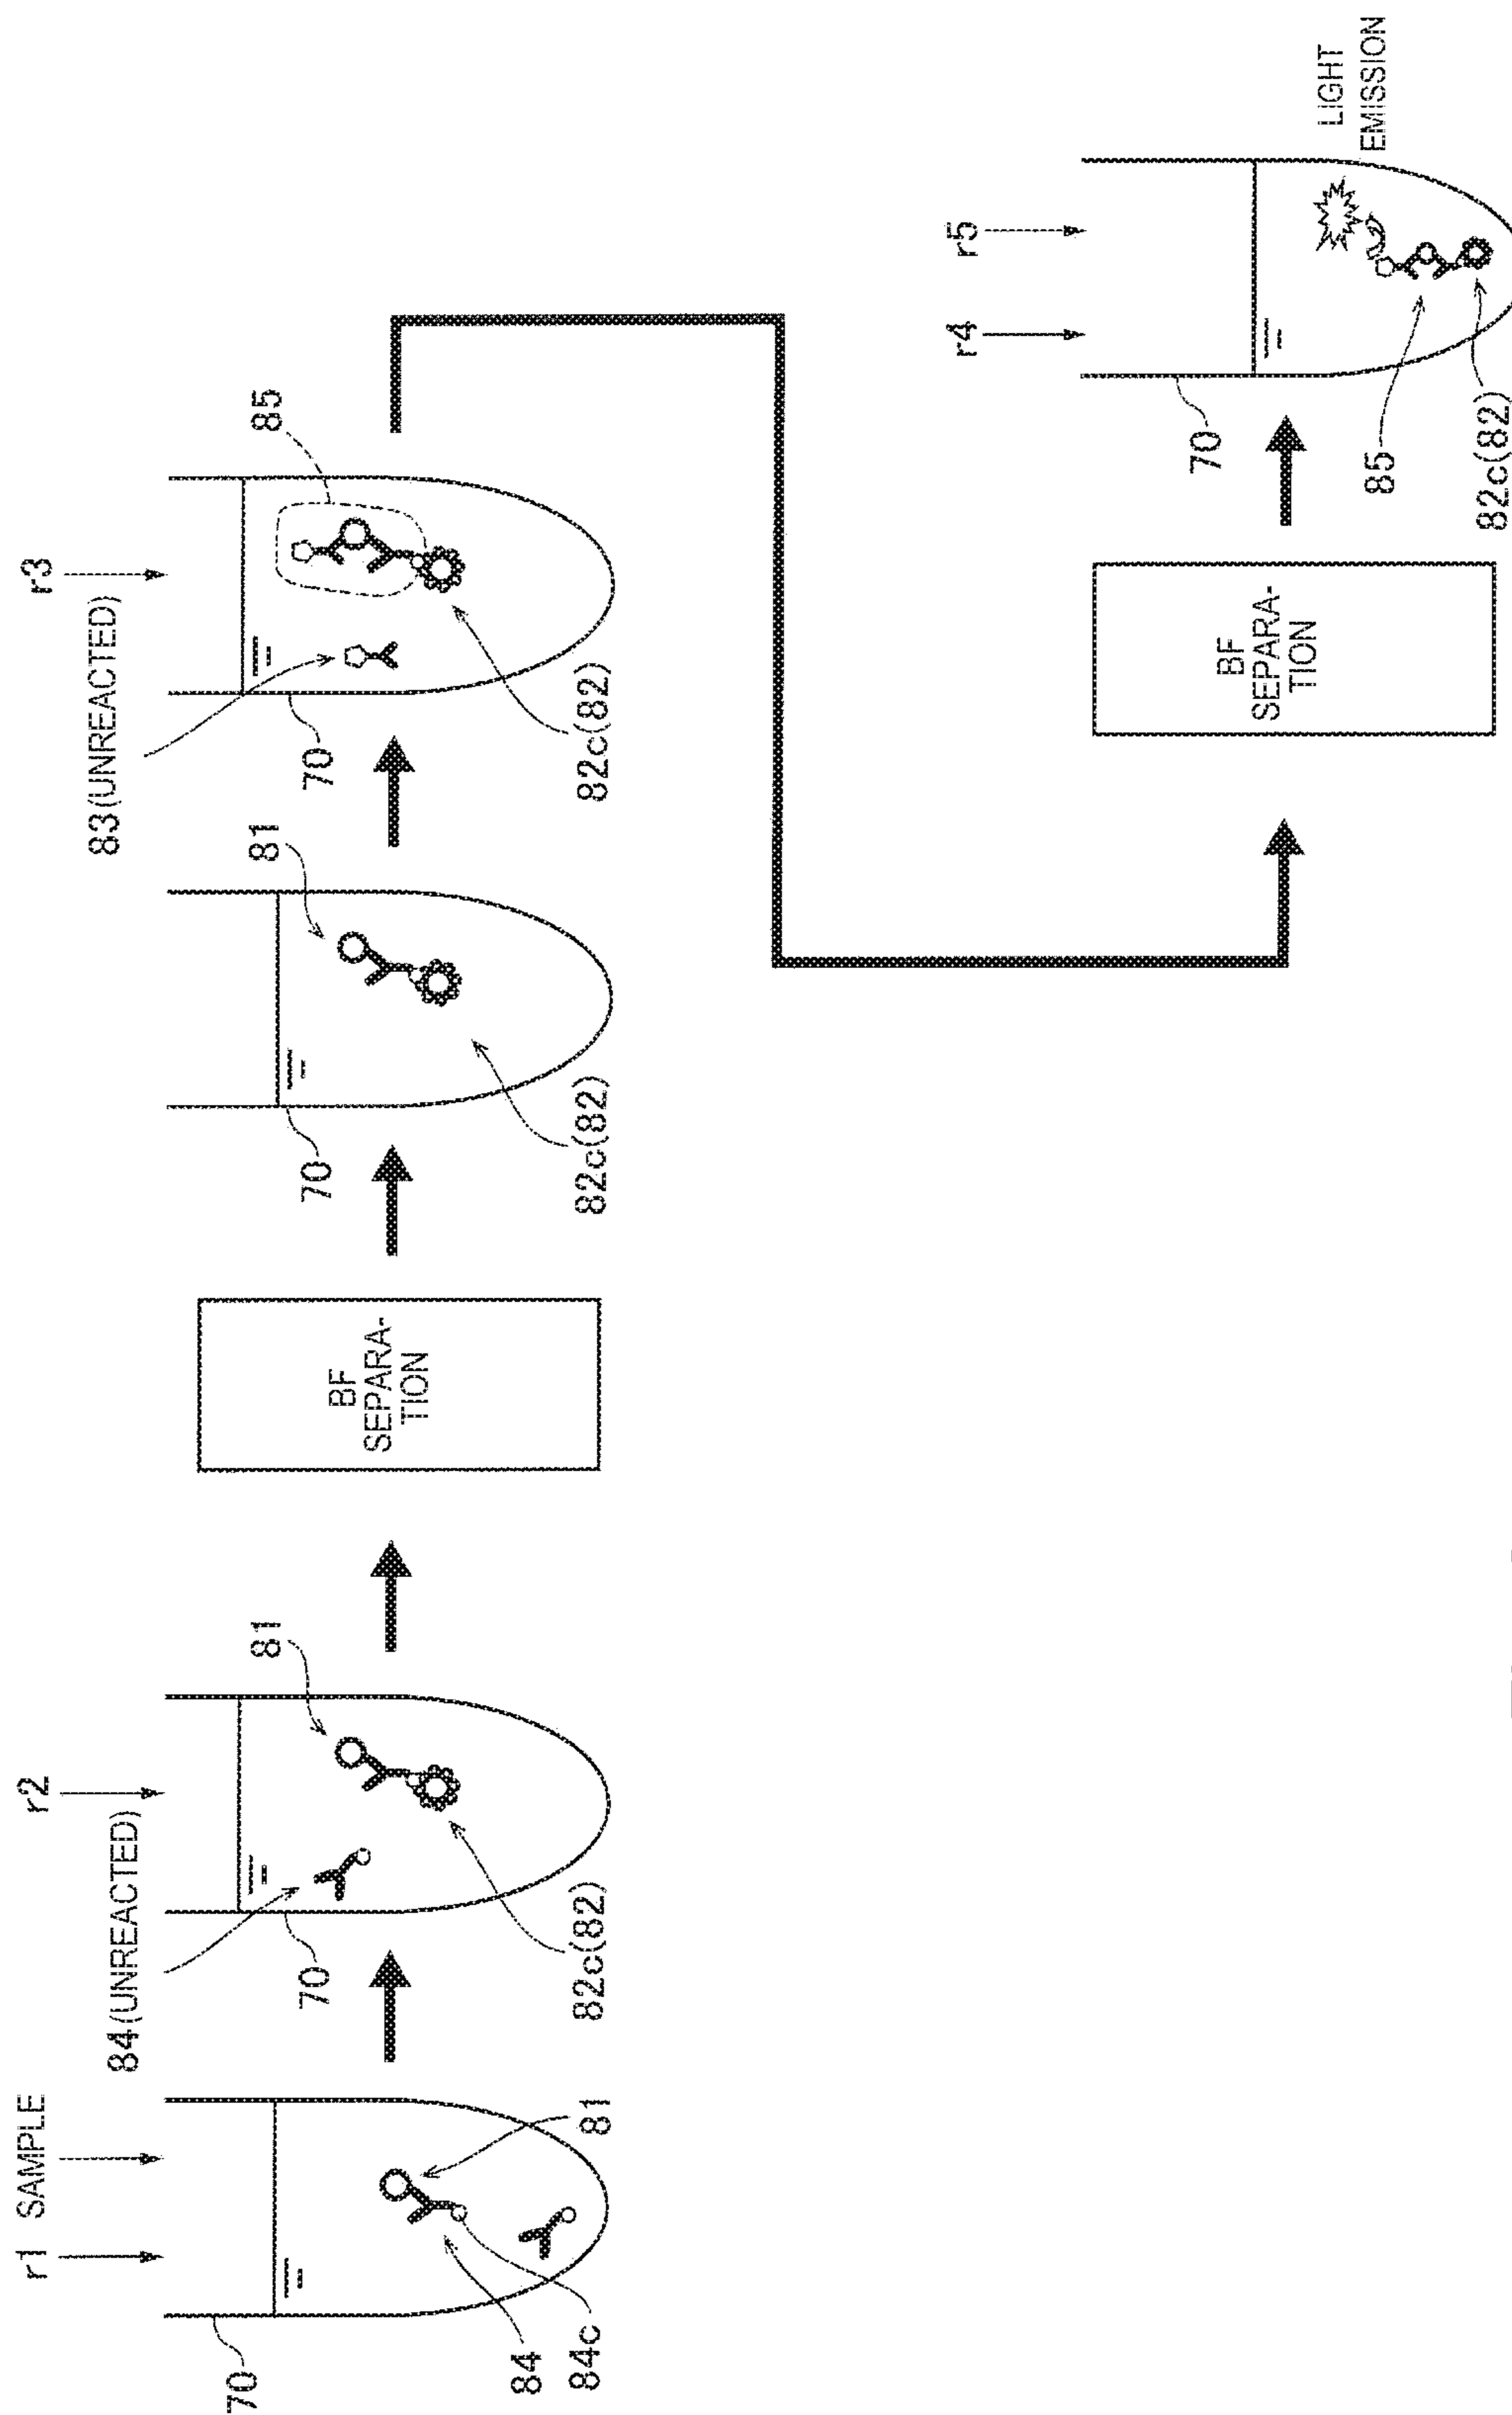 r1 SAMPLE
70
84
84c
81
r2
84(UNREACTED)
81
70
82c(82)
BF
SEPARA-
TION
81
70
82c(82)
r3
83(UNREACTED)
85
70
82c(82)
BF
SEPARA-
TION
r4
r5
70
85
82c(82)
LIGHT
EMISSION